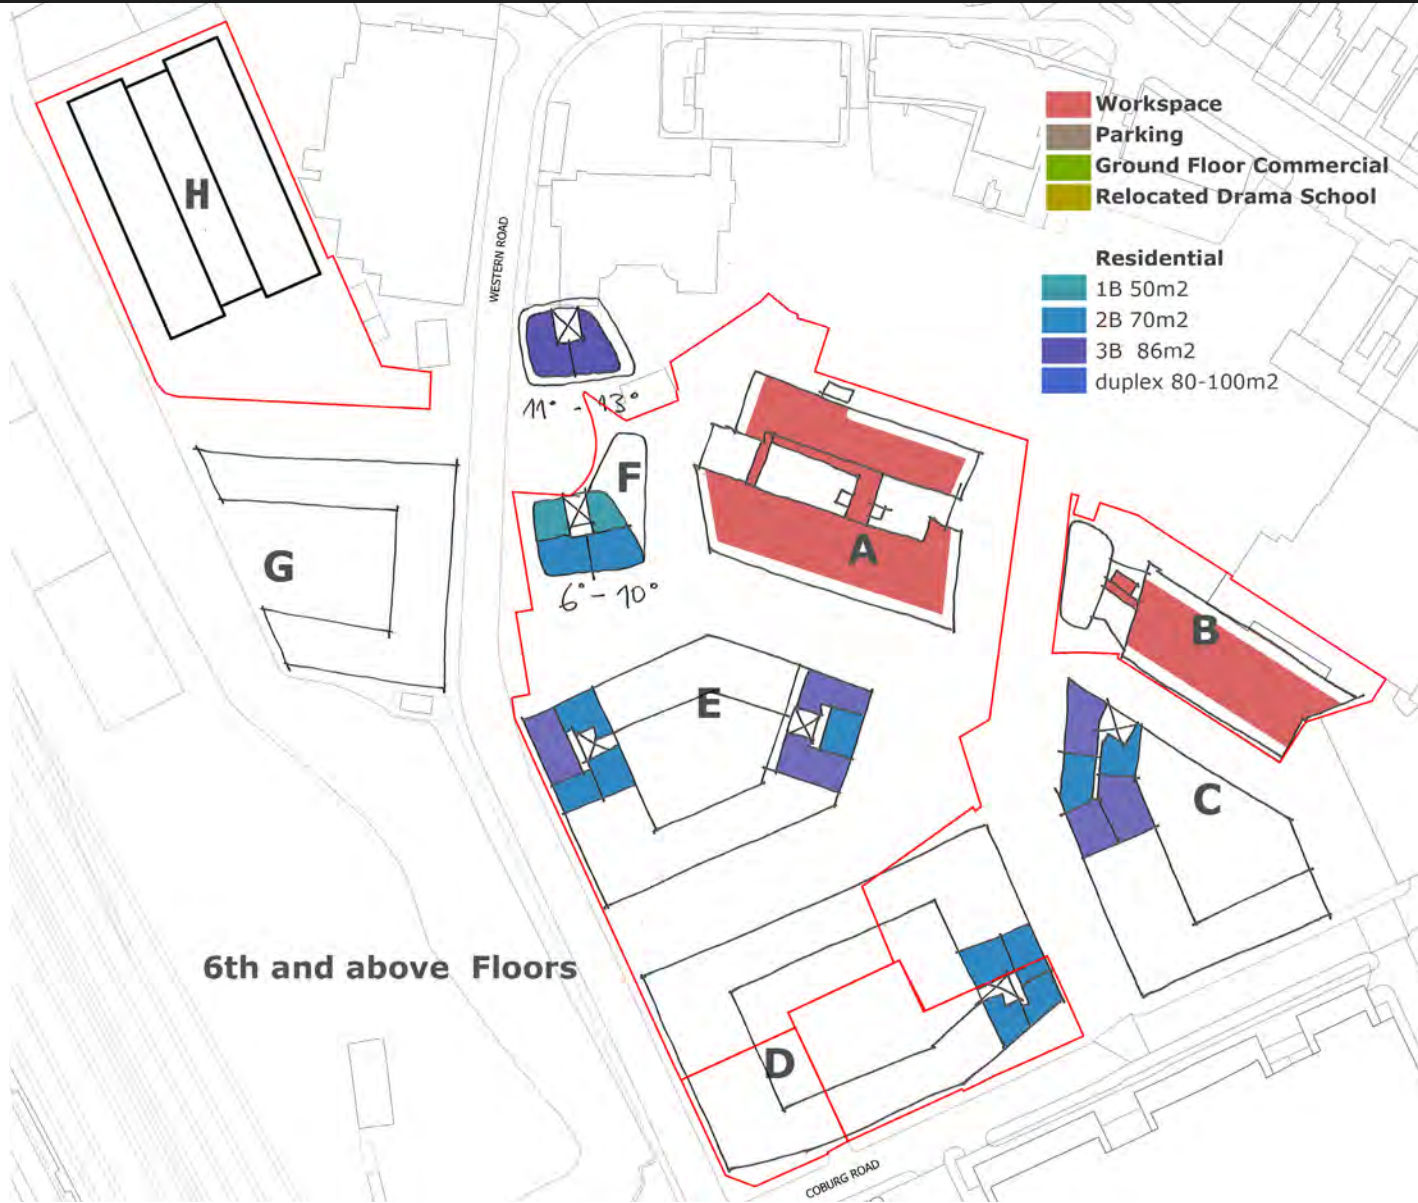 Workspace
Parking
Ground Floor Commercial
Relocated Drama School
Residential
1B 50m2
2B 70m2
3B 86m2
duplex 80-100m2
H
WESTERN ROAD
11° - 13°
F
G
A
6° - 10°
B
E
C
6th and above Floors
D
COBURG ROAD